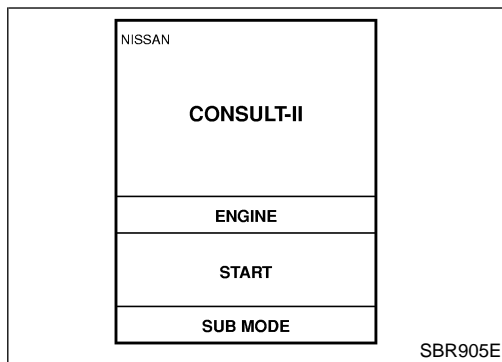 NISSAN
CONSULT-II
ENGINE
START
SUB MODE
SBR905E